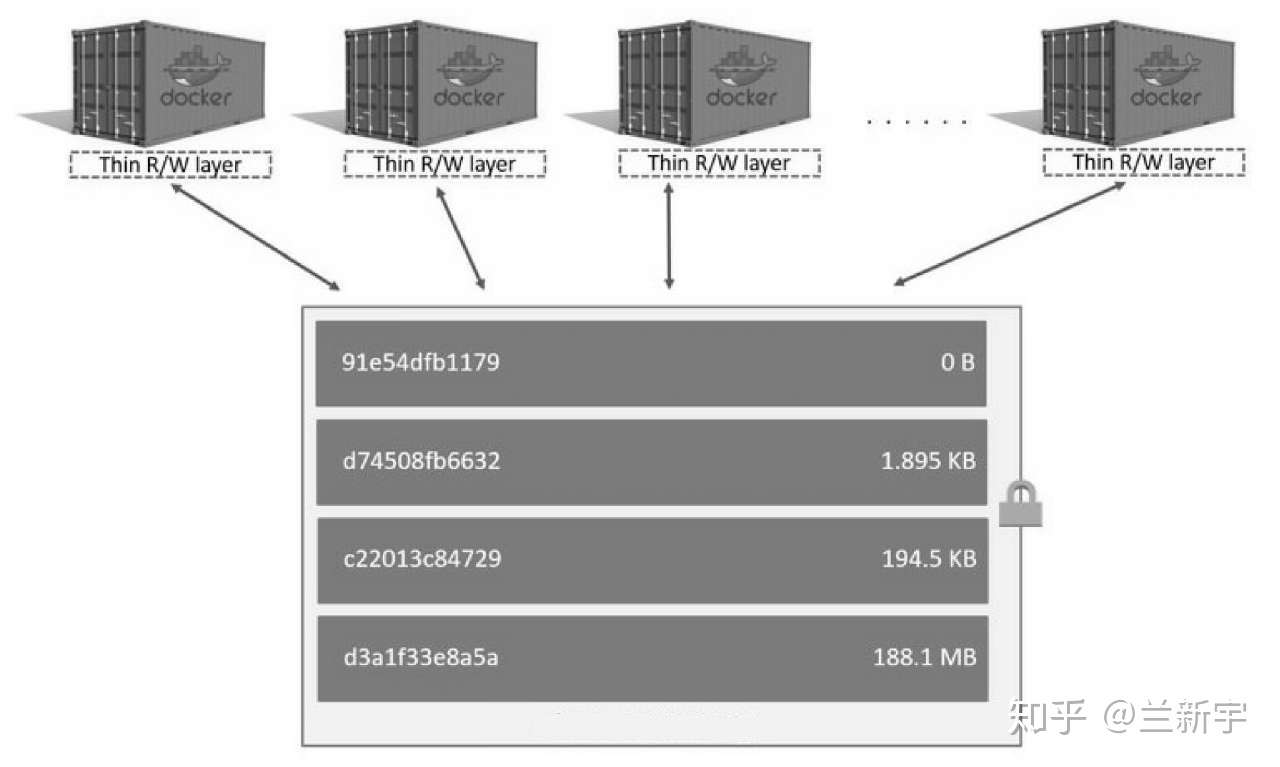 docker docker docker docker
Thin R/W layer Thin R/W layer Thin R/W layer . . . . . . Thin R/W layer
91e54dfb1179 0 B
d74508fb6632 1.895 KB
c22013c84729 194.5 KB
d3a1f33e8a5a 188.1 MB
知乎 @兰新宇